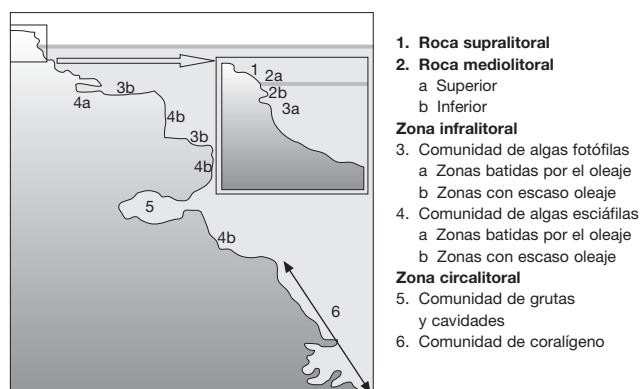 1
2a
2b
3a
3b
4a
4b
3b
4b
5
4b
6
1. Roca supralitoral
2. Roca mediolitoral
a Superior
b Inferior
Zona infralitoral
3. Comunidad de algas fotófilas
a Zonas batidas por el oleaje
b Zonas con escaso oleaje
4. Comunidad de algas esciáfilas
a Zonas batidas por el oleaje
b Zonas con escaso oleaje
Zona circalitoral
5. Comunidad de grutas
y cavidades
6. Comunidad de coralígeno